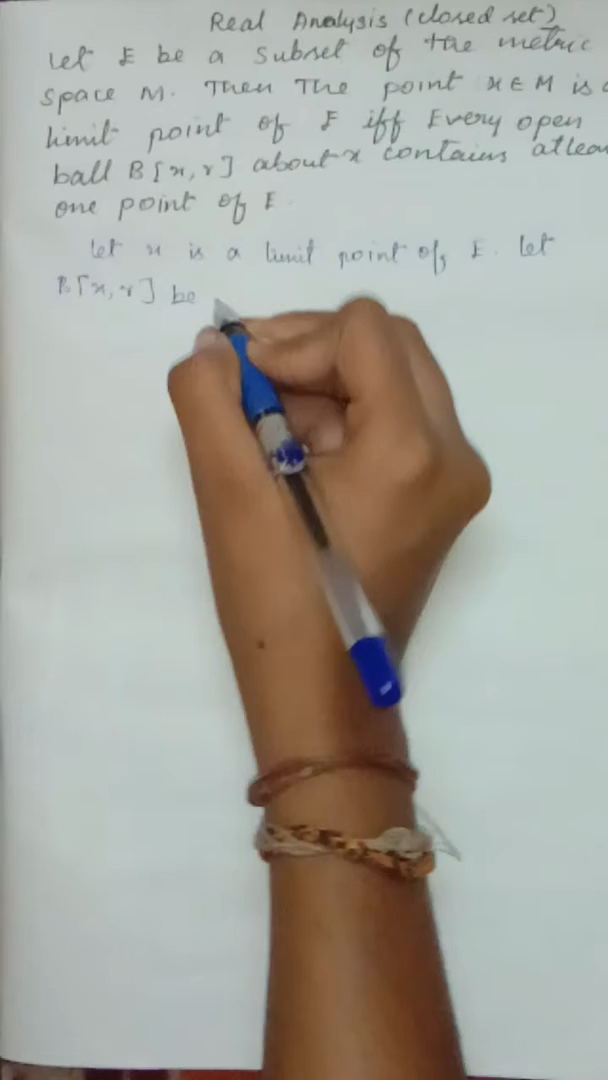 Real Analysis (closed set)
Let E be a subset of the metric
space M. Then The point x ∈ M is a
limit point of E iff Every open
ball B[x, r] about x contains atleas
one point of E.
Let x is a limit point of E. Let
B[x, r] be